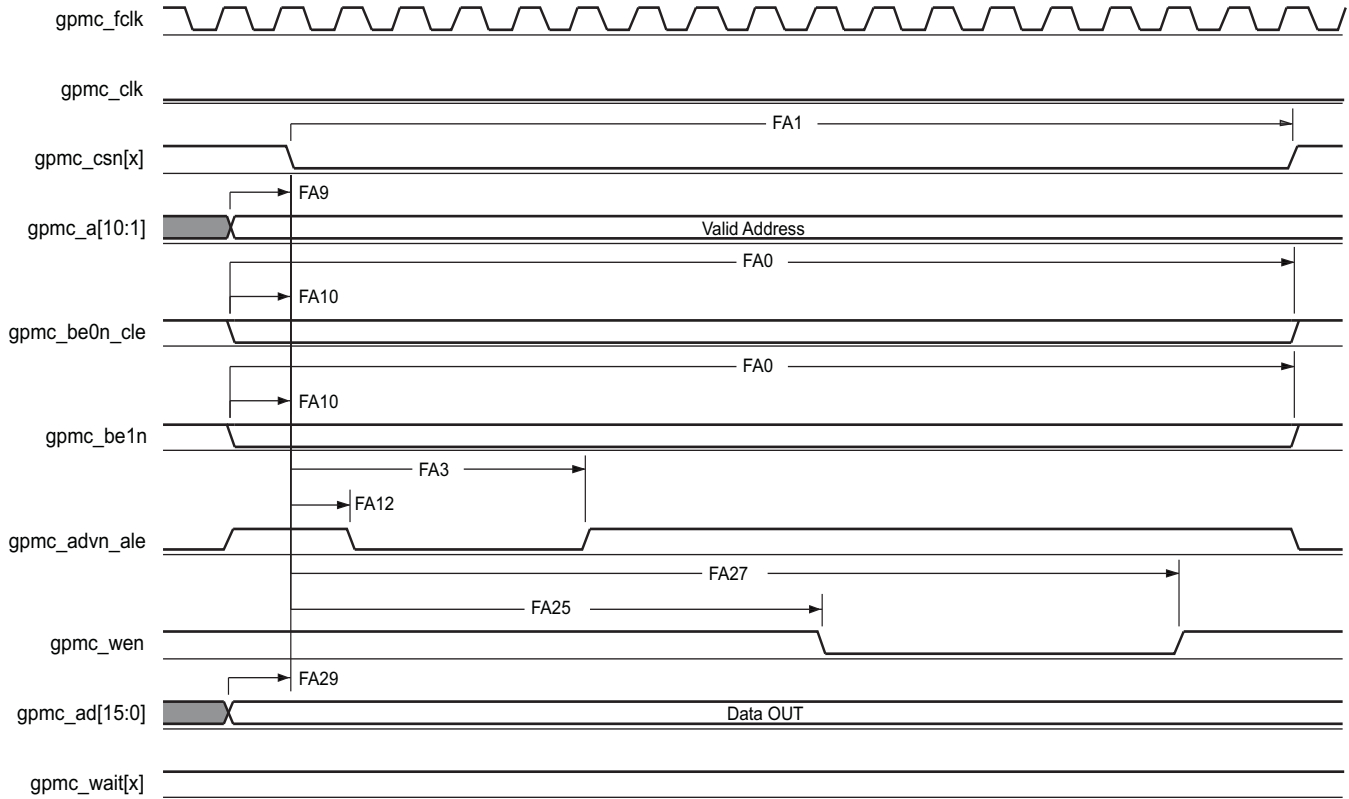 gpmc_fclk
gpmc_clk
FA1
gpmc_csn[x]
FA9
gpmc_a[10:1]
Valid Address
FA0
FA10
gpmc_be0n_cle
FA0
FA10
gpmc_be1n
FA3
FA12
gpmc_advn_ale
FA27
FA25
gpmc_wen
FA29
gpmc_ad[15:0]
Data OUT
gpmc_wait[x]